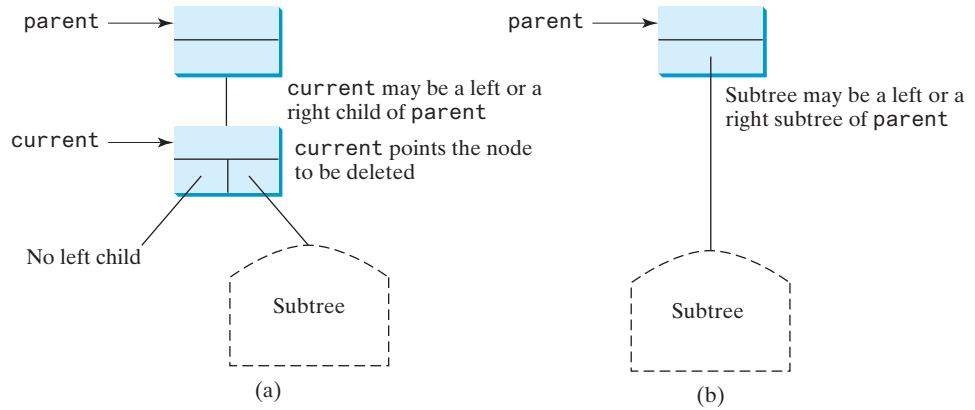 parent
current may be a left or a
right child of parent
current
current points the node
to be deleted
No left child
Subtree
(a)
parent
Subtree may be a left or a
right subtree of parent
Subtree
(b)